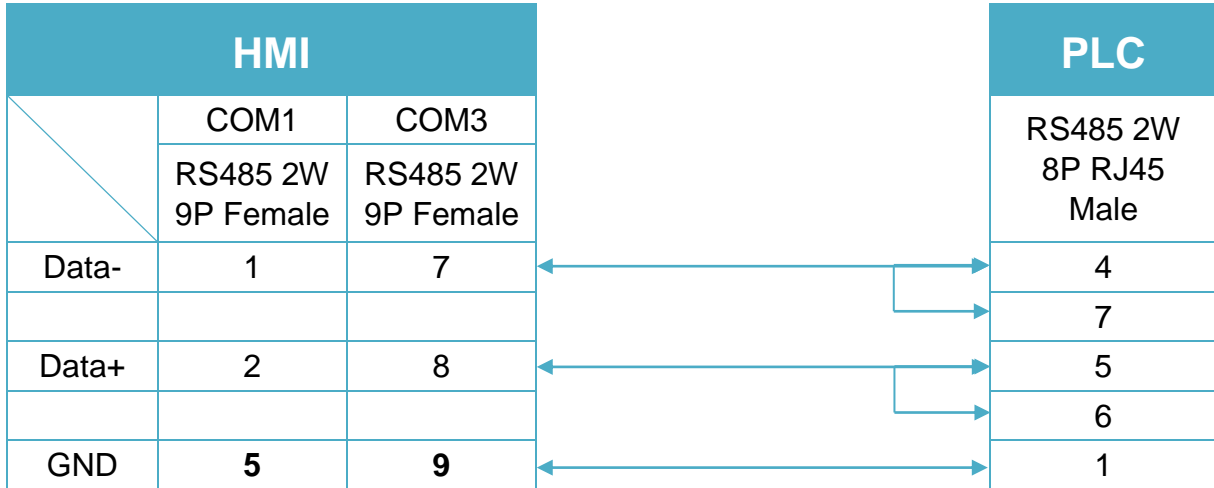 HMI PLC
COM1 COM3
RS485 2W RS485 2W RS485 2W
9P Female 9P Female 8P RJ45
Male
Data- 1 7 4
7
Data+ 2 8 5
6
GND 5 9 1